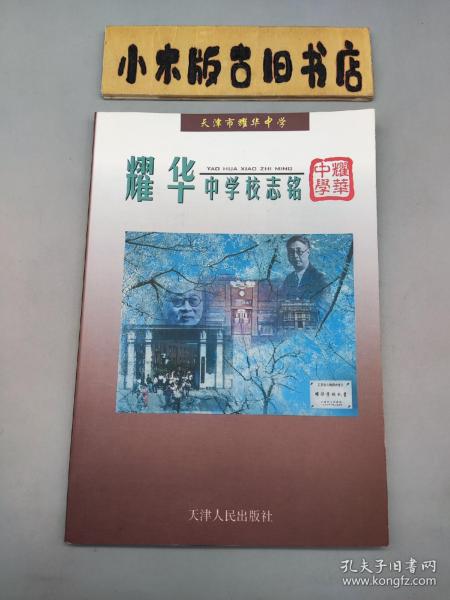 小木版古旧书店
天津市耀华中学
耀华
YAO HUA XIAO ZHI MING
中学校志铭
耀華
中學
天津人民出版社
孔夫子旧书网
www.kongfz.com